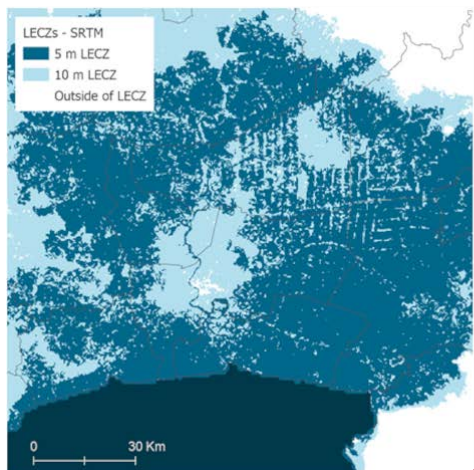 LECZs - SRTM
5 m LECZ
10 m LECZ
Outside of LECZ
0 30 Km